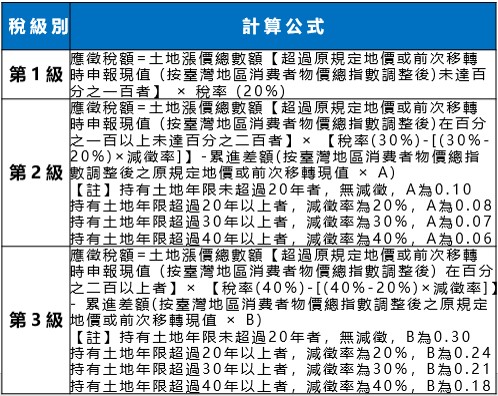 稅級別 計算公式
第1級
應徵稅額=土地漲價總數額【超過原規定地價或前次移轉
時申報現值 (按臺灣地區消費者物價總指數調整後)未達百
分之一百者】 × 稅率 (20%)
第2級
應徵稅額=土地漲價總數額【超過原規定地價或前次移轉
時申報現值 (按臺灣地區消費者物價總指數調整後)在百分
之一百以上未達百分之二百者】× 【稅率(30%)-[(30%-
20%)×減徵率]】-累進差額(按臺灣地區消費者物價總指
數調整後之原規定地價或前次移轉現值 × A)
【註】持有土地年限未超過20年者，無減徵，A為0.10
持有土地年限超過20年以上者，減徵率為20%，A為0.08
持有土地年限超過30年以上者，減徵率為30%，A為0.07
持有土地年限超過40年以上者，減徵率為40%，A為0.06
第3級
應徵稅額=土地漲價總數額【超過原規定地價或前次移轉
時申報現值 (按臺灣地區消費者物價總指數調整後) 在百分
之二百以上者】× 【稅率(40%)-[(40%-20%)×減徵率]】
- 累進差額(按臺灣地區消費者物價總指數調整後之原規定
地價或前次移轉現值 × B)
【註】持有土地年限未超過20年者，無減徵，B為0.30
持有土地年限超過20年以上者，減徵率為20%，B為0.24
持有土地年限超過30年以上者，減徵率為30%，B為0.21
持有土地年限超過40年以上者，減徵率為40%，B為0.18